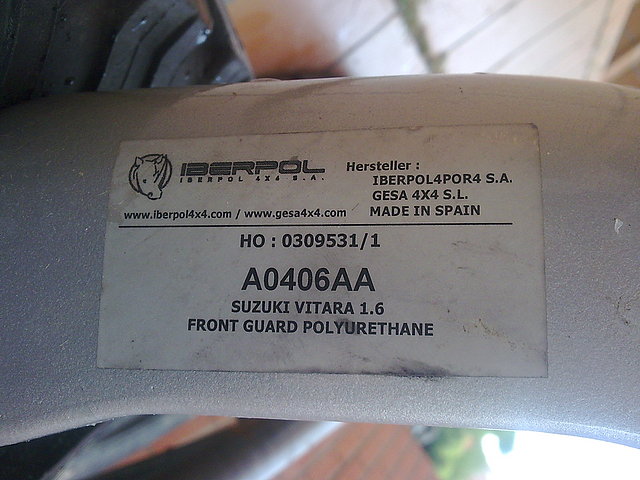 IBERPOL
IBERPOL 4X4 S.A.
Hersteller :
IBERPOL4POR4 S.A.
GESA 4X4 S.L.
MADE IN SPAIN
www.iberpol4x4.com / www.gesa4x4.com
HO : 0309531/1
A0406AA
SUZUKI VITARA 1.6
FRONT GUARD POLYURETHANE